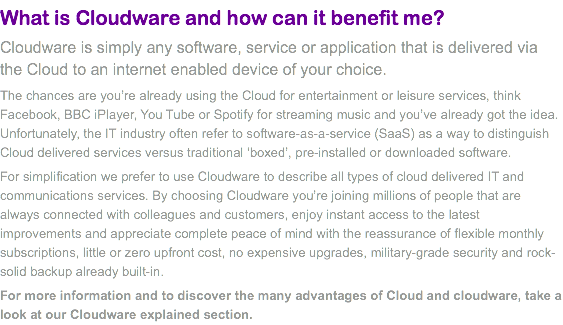 What is Cloudware and how can it benefit me?
Cloudware is simply any software, service or application that is delivered via
the Cloud to an internet enabled device of your choice.
The chances are you’re already using the Cloud for entertainment or leisure services, think
Facebook, BBC iPlayer, You Tube or Spotify for streaming music and you’ve already got the idea.
Unfortunately, the IT industry often refer to software-as-a-service (SaaS) as a way to distinguish
Cloud delivered services versus traditional ‘boxed’, pre-installed or downloaded software.
For simplification we prefer to use Cloudware to describe all types of cloud delivered IT and
communications services. By choosing Cloudware you’re joining millions of people that are
always connected with colleagues and customers, enjoy instant access to the latest
improvements and appreciate complete peace of mind with the reassurance of flexible monthly
subscriptions, little or zero upfront cost, no expensive upgrades, military-grade security and rock-
solid backup already built-in.
For more information and to discover the many advantages of Cloud and cloudware, take a
look at our Cloudware explained section.